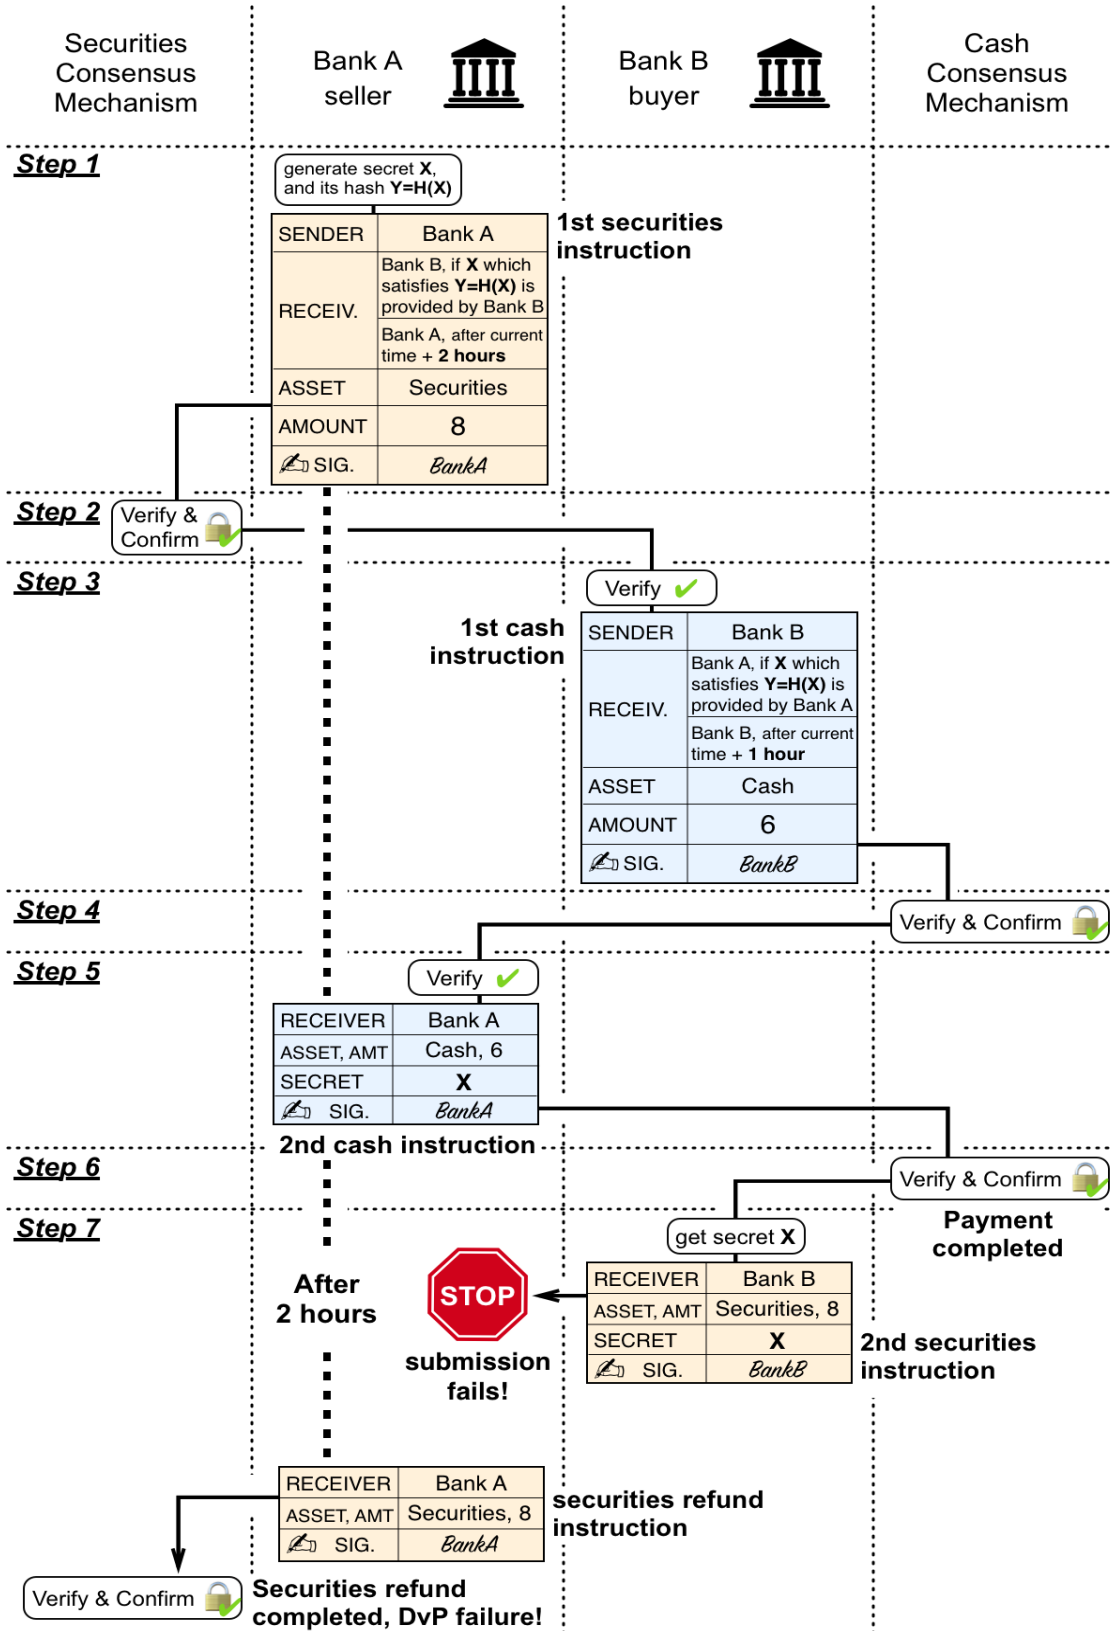 Securities
Consensus
Mechanism
Bank A
seller
Bank B
buyer
Cash
Consensus
Mechanism
Step 1
generate secret X,
and its hash Y=H(X)
1st securities
instruction
SENDER Bank A
RECEIV.
Bank B, if X which
satisfies Y=H(X) is
provided by Bank B
Bank A, after current
time + 2 hours
ASSET Securities
AMOUNT 8
SIG. BankA
Step 2
Verify &
Confirm
Step 3
Verify
1st cash
instruction
SENDER Bank B
RECEIV.
Bank A, if X which
satisfies Y=H(X) is
provided by Bank A
Bank B, after current
time + 1 hour
ASSET Cash
AMOUNT 6
SIG. BankB
Step 4
Verify & Confirm
Step 5
Verify
RECEIVER Bank A
ASSET, AMT Cash, 6
SECRET X
SIG. BankA
2nd cash instruction
Step 6
Verify & Confirm
Payment
completed
Step 7
get secret X
After
2 hours
STOP
submission
fails!
RECEIVER Bank B
ASSET, AMT Securities, 8
SECRET X
SIG. BankB
2nd securities
instruction
RECEIVER Bank A
ASSET, AMT Securities, 8
SIG. BankA
securities refund
instruction
Verify & Confirm
Securities refund
completed, DvP failure!